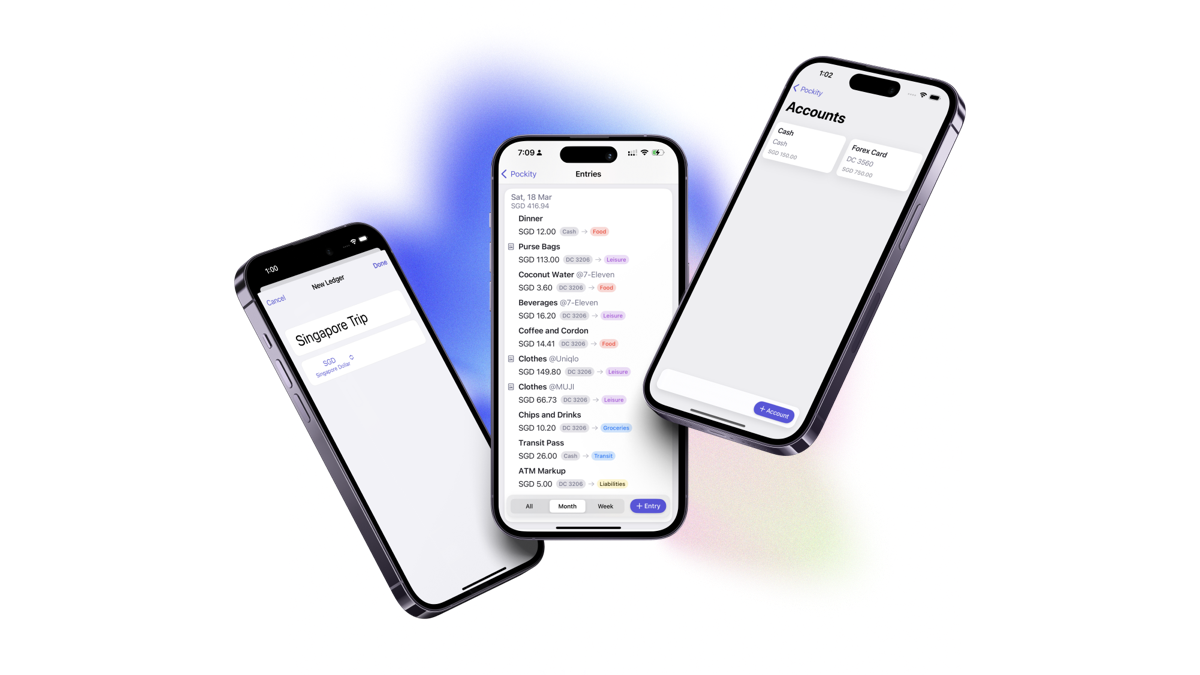 1:00
Cancel
New Ledger
Done
Singapore Trip
SGD
Singapore Dollar
7:09
Pockity
Entries
Sat, 18 Mar
SGD 416.94
Dinner
SGD 12.00 Cash → Food
Purse Bags
SGD 113.00 DC 3206 → Leisure
Coconut Water @7-Eleven
SGD 3.60 DC 3206 → Food
Beverages @7-Eleven
SGD 16.20 DC 3206 → Leisure
Coffee and Cordon
SGD 14.41 DC 3206 → Food
Clothes @Uniqlo
SGD 149.80 DC 3206 → Leisure
Clothes @MUJI
SGD 66.73 DC 3206 → Leisure
Chips and Drinks
SGD 10.20 DC 3206 → Groceries
Transit Pass
SGD 26.00 Cash → Transit
ATM Markup
SGD 5.00 DC 3206 → Liabilities
All Month Week + Entry
1:02
Pockity
Accounts
Cash
Cash
SGD 150.00
Forex Card
DC 3560
SGD 750.00
+ Account